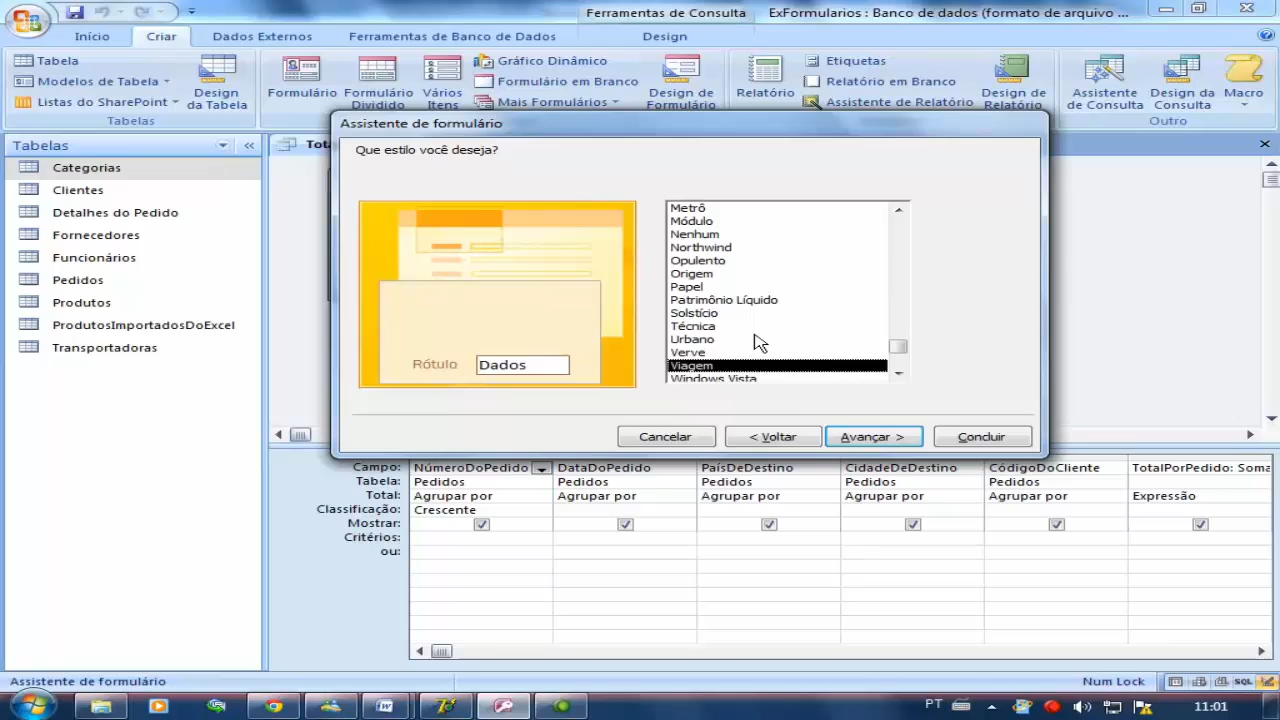 Ferramentas de Consulta
ExFormularios : Banco de dados (formato de arquivo ...
Início
Criar
Dados Externos
Ferramentas de Banco de Dados
Design
Tabela
Modelos de Tabela
Listas do SharePoint
Design
da Tabela
Tabelas
Formulário
Formulário
Dividido
Vários
Itens
Gráfico Dinâmico
Formulário em Branco
Mais Formulários
Design de
Formulário
Relatório
Etiquetas
Relatório em Branco
Assistente de Relatório
Design de
Relatório
Assistente
de Consulta
Design da
Consulta
Macro
Outro
Tabelas
Categorias
Clientes
Detalhes do Pedido
Fornecedores
Funcionários
Pedidos
Produtos
ProdutosImportadosDoExcel
Transportadoras
Assistente de formulário
Que estilo você deseja?
Rótulo
Dados
Metrô
Módulo
Nenhum
Northwind
Opulento
Origem
Papel
Patrimônio Líquido
Solstício
Técnica
Urbano
Verve
Viagem
Windows Vista
Cancelar
< Voltar
Avançar >
Concluir
Campo: NúmeroDoPedido DataDoPedido PaísDeDestino CidadeDeDestino CódigoDoCliente TotalPorPedido: Soma
Tabela: Pedidos Pedidos Pedidos Pedidos Pedidos
Total: Agrupar por Agrupar por Agrupar por Agrupar por Agrupar por Expressão
Classificação: Crescente
Mostrar:
Critérios:
ou:
Assistente de formulário
Num Lock
SQL
PT
11:01